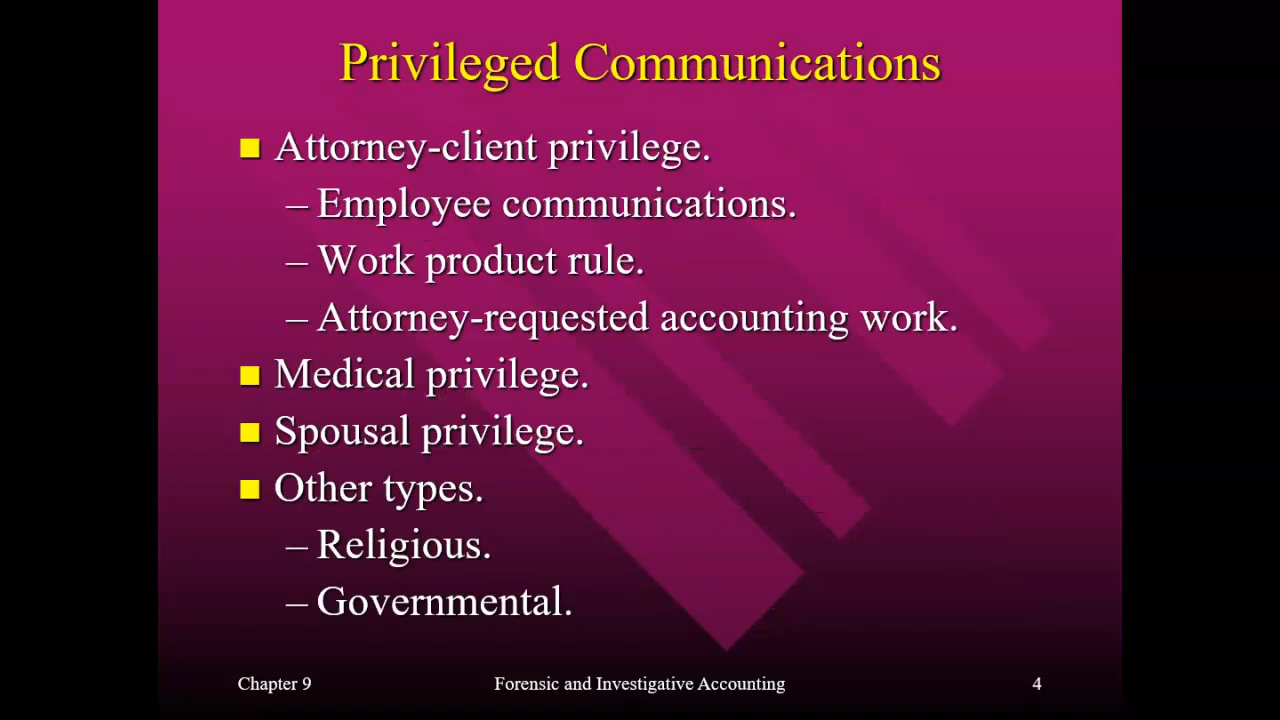 Privileged Communications
Attorney-client privilege.
– Employee communications.
– Work product rule.
– Attorney-requested accounting work.
Medical privilege.
Spousal privilege.
Other types.
– Religious.
– Governmental.
Chapter 9 Forensic and Investigative Accounting 4